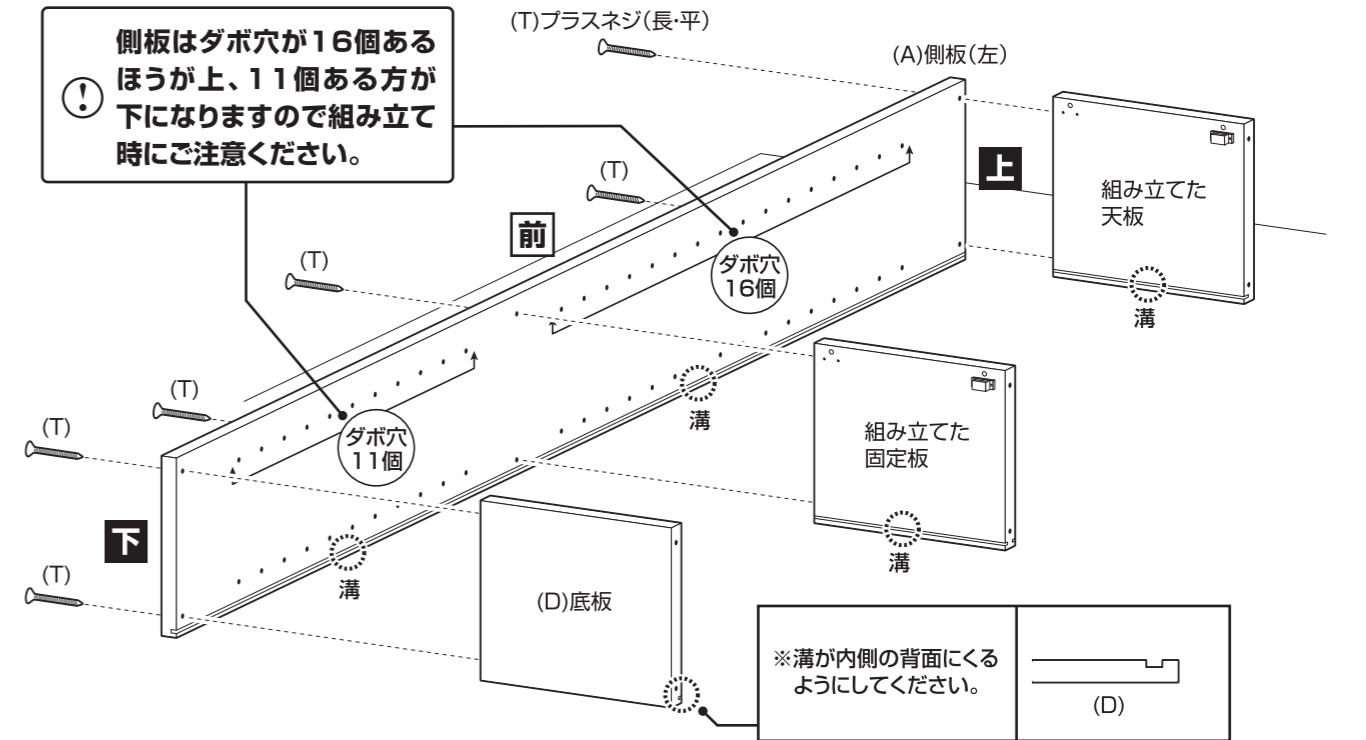 側板はダボ穴が16個ある
ほうが上、11個ある方が
下になりますので組み立て
時にご注意ください。
(T)プラスネジ(長・平)
(A)側板(左)
上
組み立てた
天板
溝
(T)
前
ダボ穴
16個
(T)
溝
組み立てた
固定板
溝
(T)
(T)
ダボ穴
11個
下
(T)
溝
(D)底板
※溝が内側の背面にくる
ようにしてください。
(D)